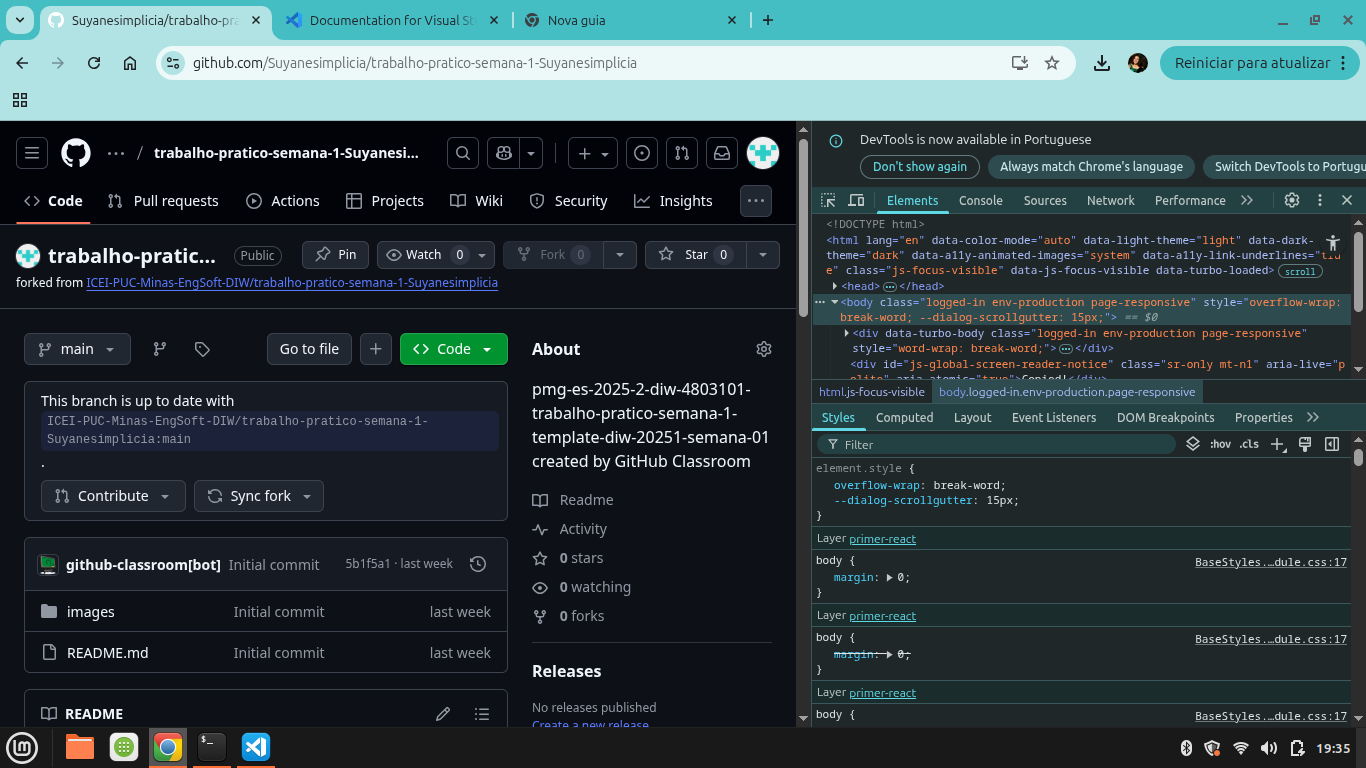 Suyanesimplicia/trabalho-pra
Documentation for Visual St
Nova guia
github.com/Suyanesimplicia/trabalho-pratico-semana-1-Suyanesimplicia
Reiniciar para atualizar
/ trabalho-pratico-semana-1-Suyanesi...
Code
Pull requests
Actions
Projects
Wiki
Security
Insights
trabalho-pratic...
Public
Pin
Watch 0
Fork 0
Star 0
forked from ICEI-PUC-Minas-EngSoft-DIW/trabalho-pratico-semana-1-Suyanesimplicia
main
Go to file
Code
This branch is up to date with
ICEI-PUC-Minas-EngSoft-DIW/trabalho-pratico-semana-1-
Suyanesimplicia:main
.
Contribute
Sync fork
github-classroom[bot] Initial commit 5b1f5a1 · last week
images Initial commit last week
README.md Initial commit last week
README
About
pmg-es-2025-2-diw-4803101-
trabalho-pratico-semana-1-
template-diw-20251-semana-01
created by GitHub Classroom
Readme
Activity
0 stars
0 watching
0 forks
Releases
No releases published
Create a new release
DevTools is now available in Portuguese
Don't show again
Always match Chrome's language
Switch DevTools to Portugu
Elements
Console
Sources
Network
Performance
<!DOCTYPE html>
<html lang="en" data-color-mode="auto" data-light-theme="light" data-dark-
theme="dark" data-a11y-animated-images="system" data-a11y-link-underlines="tru
e" class="js-focus-visible" data-js-focus-visible data-turbo-loaded> scroll
<head> … </head>
<body class="logged-in env-production page-responsive" style="overflow-wrap:
break-word; --dialog-scrollgutter: 15px;"> == $0
<div data-turbo-body class="logged-in env-production page-responsive"
style="word-wrap: break-word;"> … </div>
<div id="js-global-screen-reader-notice" class="sr-only mt-n1" aria-live="p
olite" aria-atomic="true">Copied!</div>
html.js-focus-visible
body.logged-in.env-production.page-responsive
Styles
Computed
Layout
Event Listeners
DOM Breakpoints
Properties
Filter
:hov .cls
element.style {
overflow-wrap: break-word;
--dialog-scrollgutter: 15px;
}
Layer primer-react
body { BaseStyles.…dule.css:17
margin: 0;
}
Layer primer-react
body { BaseStyles.…dule.css:17
margin: 0;
}
Layer primer-react
body { BaseStyles.…dule.css:17
19:35